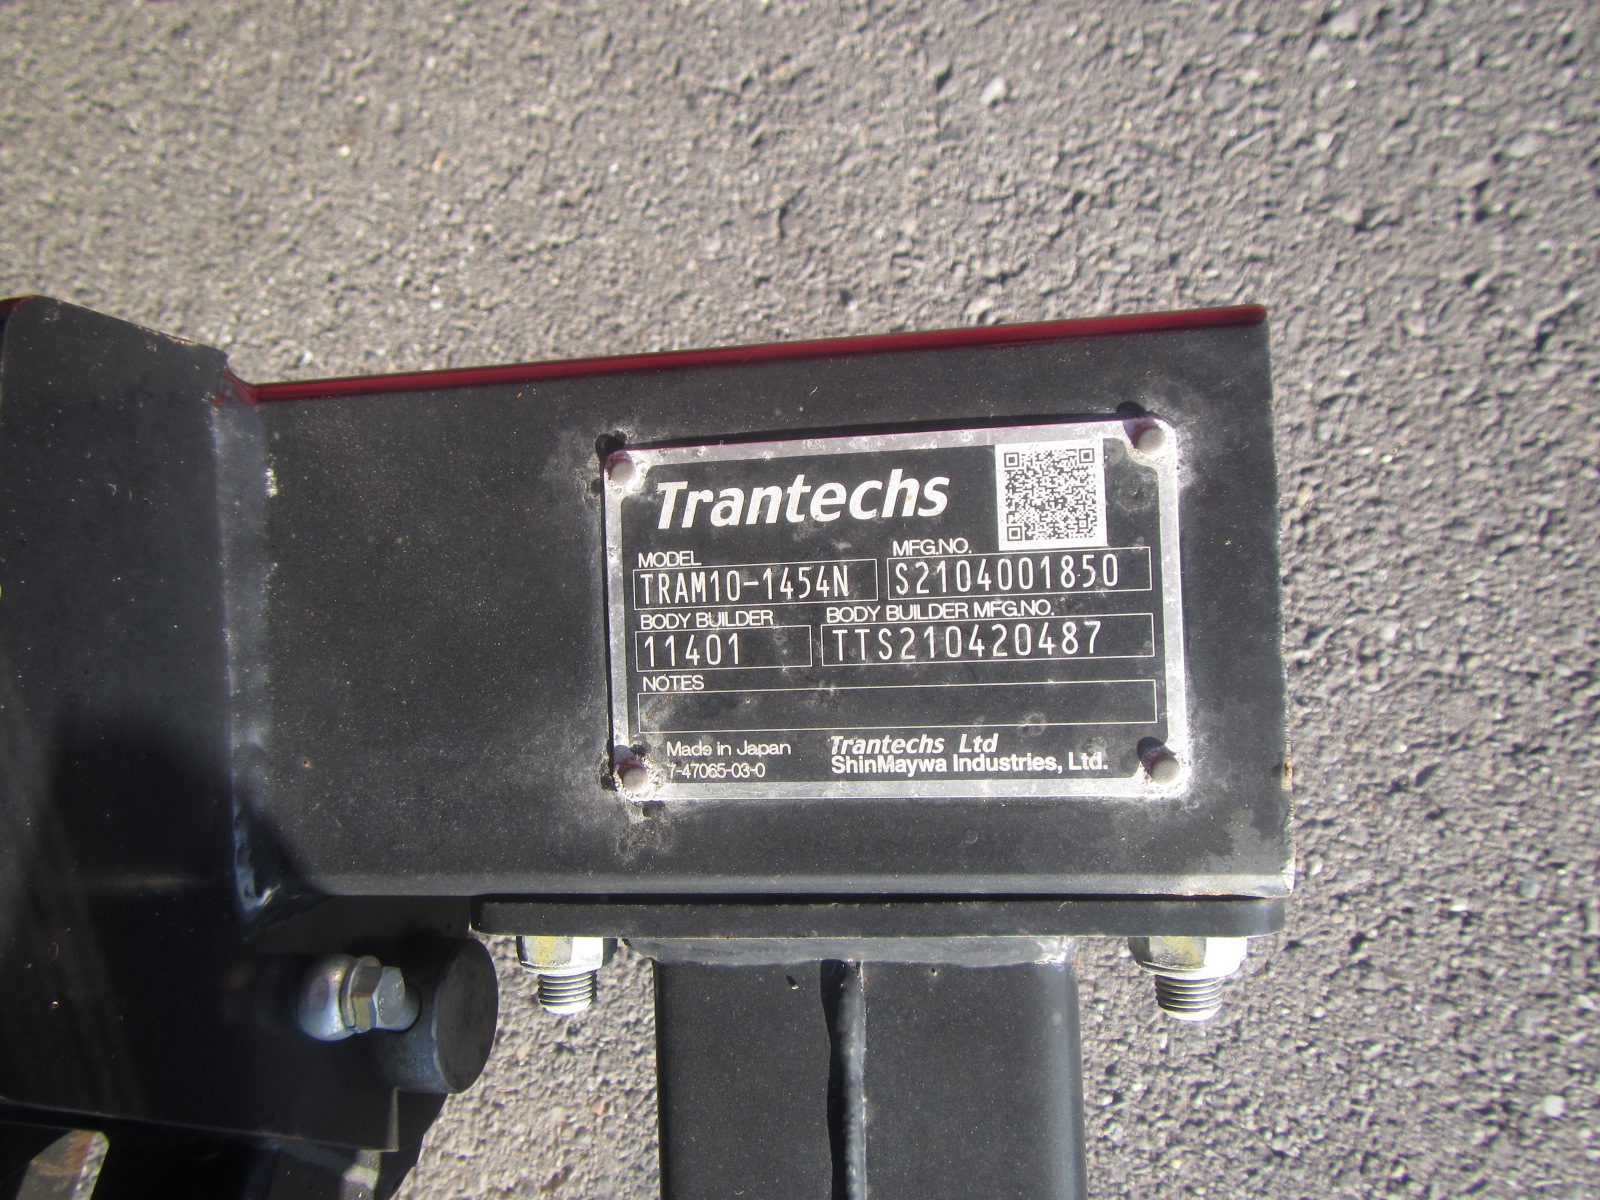 Trantechs
MODEL MFG.NO.
TRAM10-1454N S2104001850
BODY BUILDER BODY BUILDER MFG.NO.
11401 TTS210420487
NOTES
Made in Japan Trantechs Ltd
7-47065-03-0 ShinMaywa Industries, Ltd.